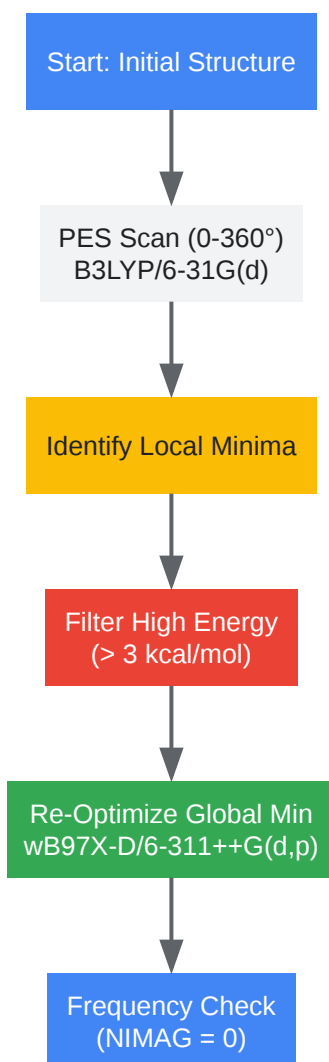 Start: Initial Structure
PES Scan (0-360°)
B3LYP/6-31G(d)
Identify Local Minima
Filter High Energy
(> 3 kcal/mol)
Re-Optimize Global Min
wB97X-D/6-311++G(d,p)
Frequency Check
(NIMAG = 0)